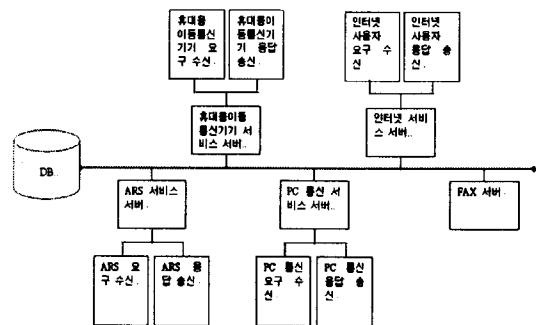 휴대용
이동통신
기기 요
구 수신.
휴대용이
동통신기
기 응답
송신.
인터넷
사용자
요구 수
신.
인터넷
사용자
응답 송
신.
휴대용이동
통신기기 서
비스 서버..
인터넷 서비
스 서버..
DB..
ARS 서비스
서버..
PC 통신 서
비스 서버..
FAX 서버.
ARS 요
구 수신.
ARS 응
답 송신.
PC 통신
요구 수
신.
PC 통신
응답 송
신.